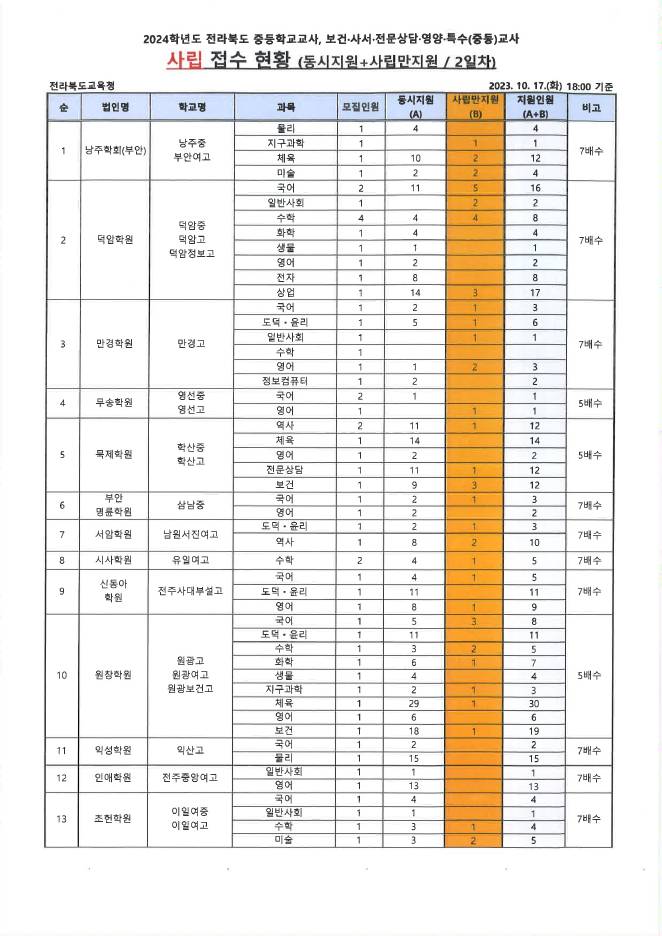 2024학년도 전라북도 중등학교교사, 보건·사서·전문상담·영양·특수(중등)교사
사립 접수 현황 (동시지원+사립만지원 / 2일차)
전라북도교육청 2023. 10. 17.(화) 18:00 기준
순 법인명 학교명 과목 모집인원 동시지원 (A) 사립만지원 (B) 지원인원 (A+B) 비고
1 낭주학회(부안) 낭주중 부안여고 7배수
물리 1 4 4
지구과학 1 1 1
체육 1 10 2 12
미술 1 2 2 4
2 덕암학원 덕암중 덕암고 덕암정보고 7배수
국어 2 11 5 16
일반사회 1 2 2
수학 4 4 4 8
화학 1 4 4
생물 1 1 1
영어 1 2 2
전자 1 8 8
상업 1 14 3 17
3 만경학원 만경고 7배수
국어 1 2 1 3
도덕·윤리 1 5 1 6
일반사회 1 1 1
수학 1
영어 1 1 2 3
정보컴퓨터 1 2 2
4 무송학원 영선중 영선고 5배수
국어 2 1 1
영어 1 1 1
5 묵제학원 학산중 학산고 5배수
역사 2 11 1 12
체육 1 14 14
영어 1 2 2
전문상담 1 11 1 12
보건 1 9 3 12
6 부안 명륜학원 삼남중 7배수
국어 1 2 1 3
영어 1 2 2
7 서암학원 남원서진여고 7배수
도덕·윤리 1 2 1 3
역사 1 8 2 10
8 시사학원 유일여고 수학 2 4 1 5 7배수
9 신동아 학원 전주사대부설고 7배수
국어 1 4 1 5
도덕·윤리 1 11 11
영어 1 8 1 9
10 원창학원 원광고 원광여고 원광보건고 5배수
국어 1 5 3 8
도덕·윤리 1 11 11
수학 1 3 2 5
화학 1 6 1 7
생물 1 4 4
지구과학 1 2 1 3
체육 1 29 1 30
영어 1 6 6
보건 1 18 1 19
11 익성학원 익산고 7배수
국어 1 2 2
물리 1 15 15
12 인애학원 전주중앙여고 7배수
일반사회 1 1 1
영어 1 13 13
13 조현학원 이일여중 이일여고 7배수
국어 1 4 4
일반사회 1 1 1
수학 1 3 1 4
미술 1 3 2 5